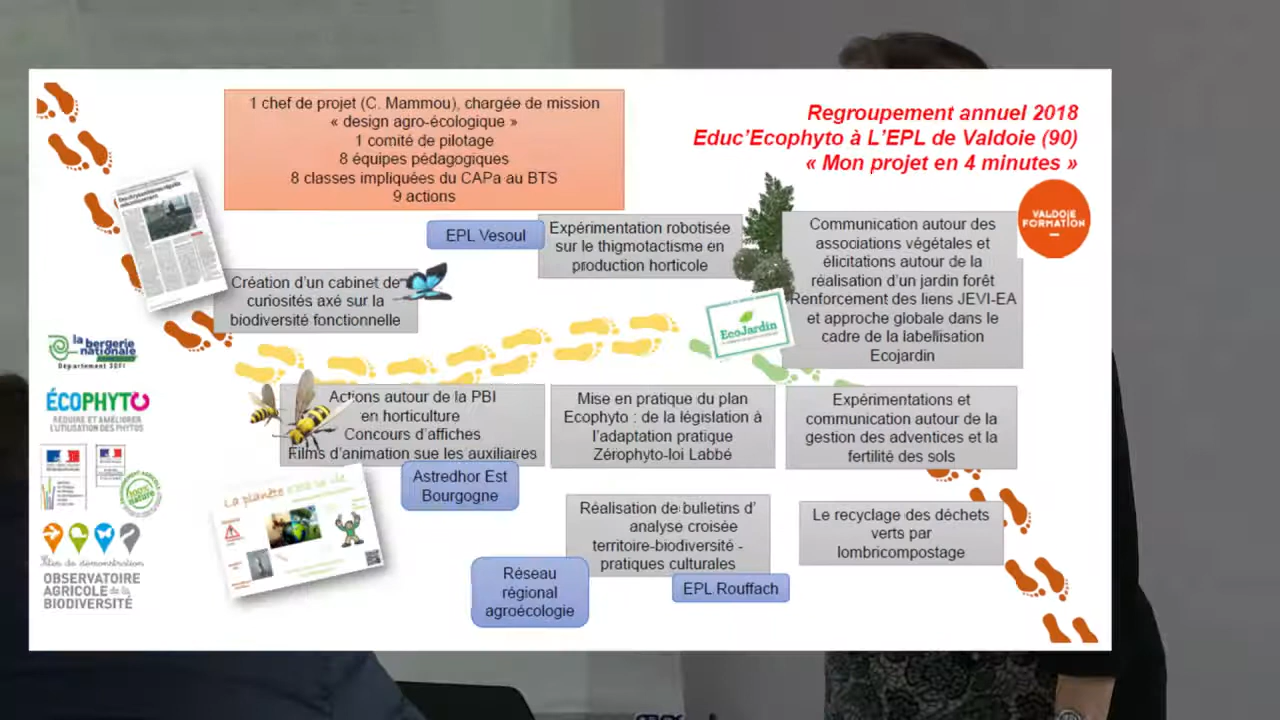 1 chef de projet (C. Mammou), chargée de mission
« design agro-écologique »
1 comité de pilotage
8 équipes pédagogiques
8 classes impliquées du CAPa au BTS
9 actions
Regroupement annuel 2018
Educ'Ecophyto à L'EPL de Valdoie (90)
« Mon projet en 4 minutes »
VALDOIE
FORMATION
EPL Vesoul
Expérimentation robotisée
sur le thigmotactisme en
production horticole
Communication autour des
associations végétales et
élicitations autour de la
réalisation d'un jardin forêt
Renforcement des liens JEVI-EA
et approche globale dans le
cadre de la labellisation
Ecojardin
Création d'un cabinet de
curiosités axé sur la
biodiversité fonctionnelle
EcoJardin
la bergerie
nationale
Département 3DFI
ÉCOPHYTO
RÉDUIRE ET AMÉLIORER
L'UTILISATION DES PHYTOS
Actions autour de la PBI
en horticulture
Concours d'affiches
Films d'animation sue les auxiliaires
Mise en pratique du plan
Ecophyto : de la législation à
l'adaptation pratique
Zérophyto-loi Labbé
Expérimentations et
communication autour de la
gestion des adventices et la
fertilité des sols
Astredhor Est
Bourgogne
La planète
Réalisation de bulletins d'
analyse croisée
territoire-biodiversité -
pratiques culturales
Le recyclage des déchets
verts par
lombricompostage
Réseau
régional
agroécologie
EPL Rouffach
Sites de démonstration
OBSERVATOIRE
AGRICOLE de la
BIODIVERSITÉ